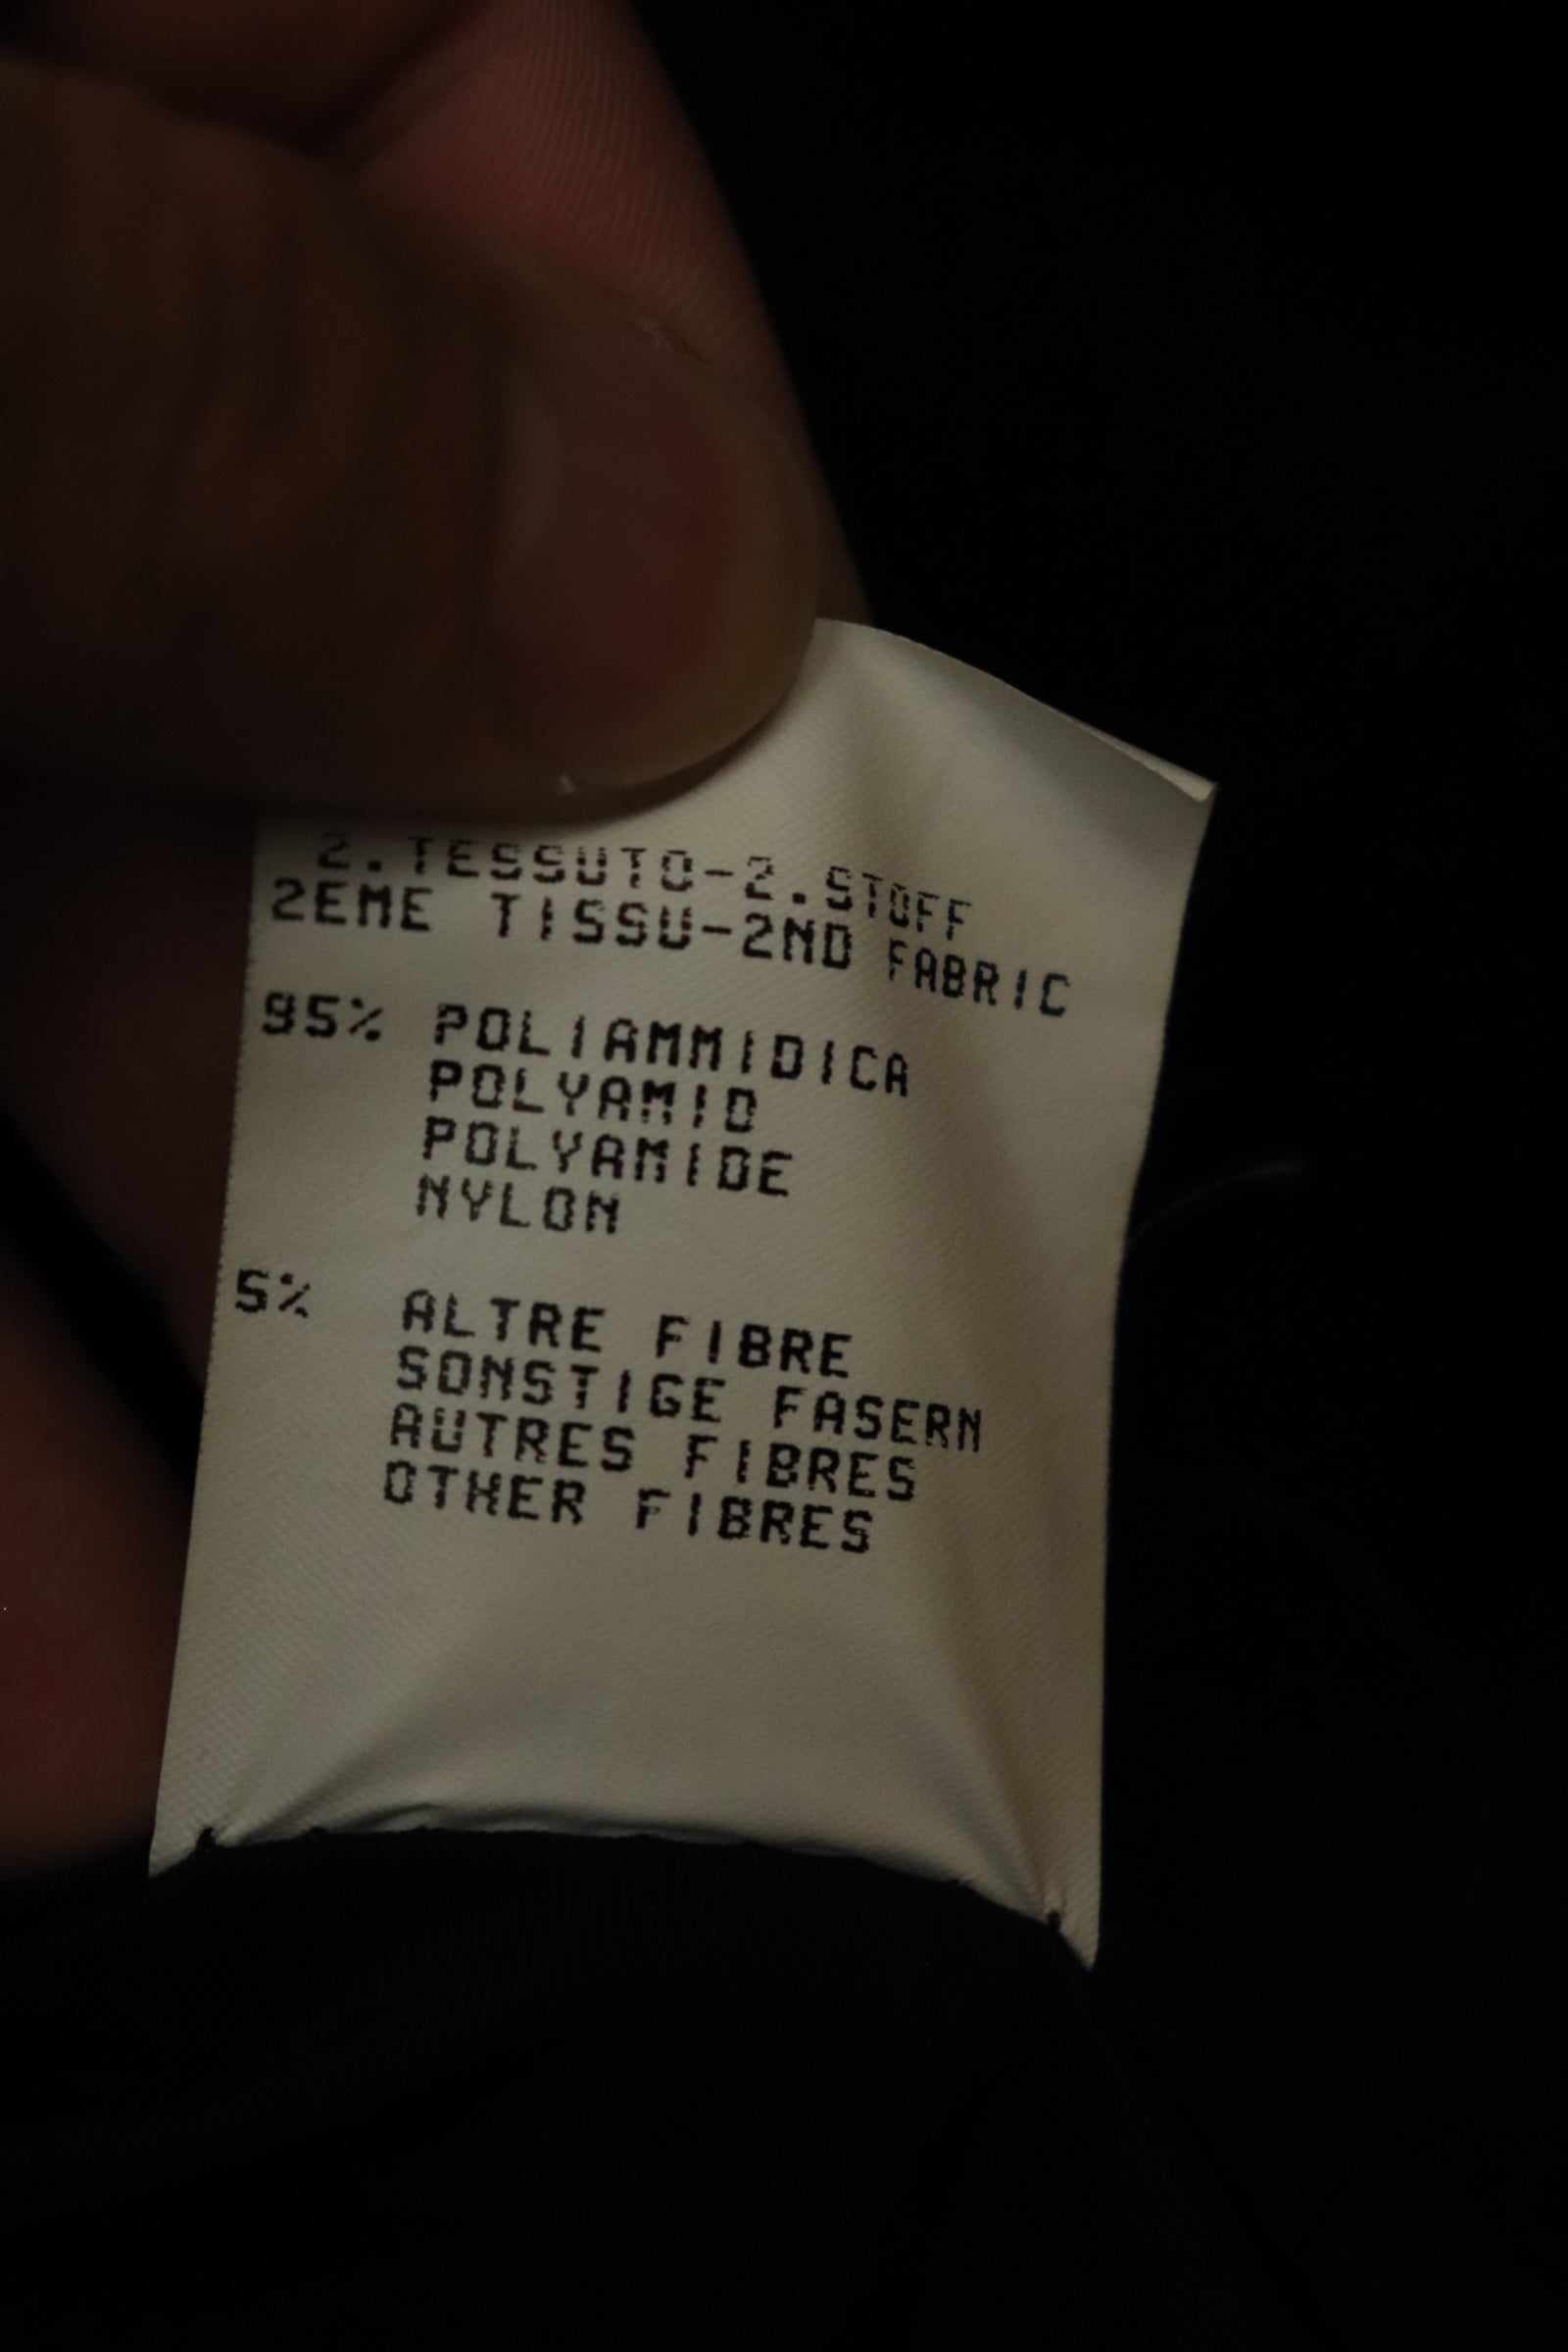 2.TESSUTO-2.STOFF
2EME TISSU-2ND FABRIC
95% POLIAMMIDICA
POLYAMID
POLYAMIDE
NYLON
5% ALTRE FIBRE
SONSTIGE FASERN
AUTRES FIBRES
OTHER FIBRES